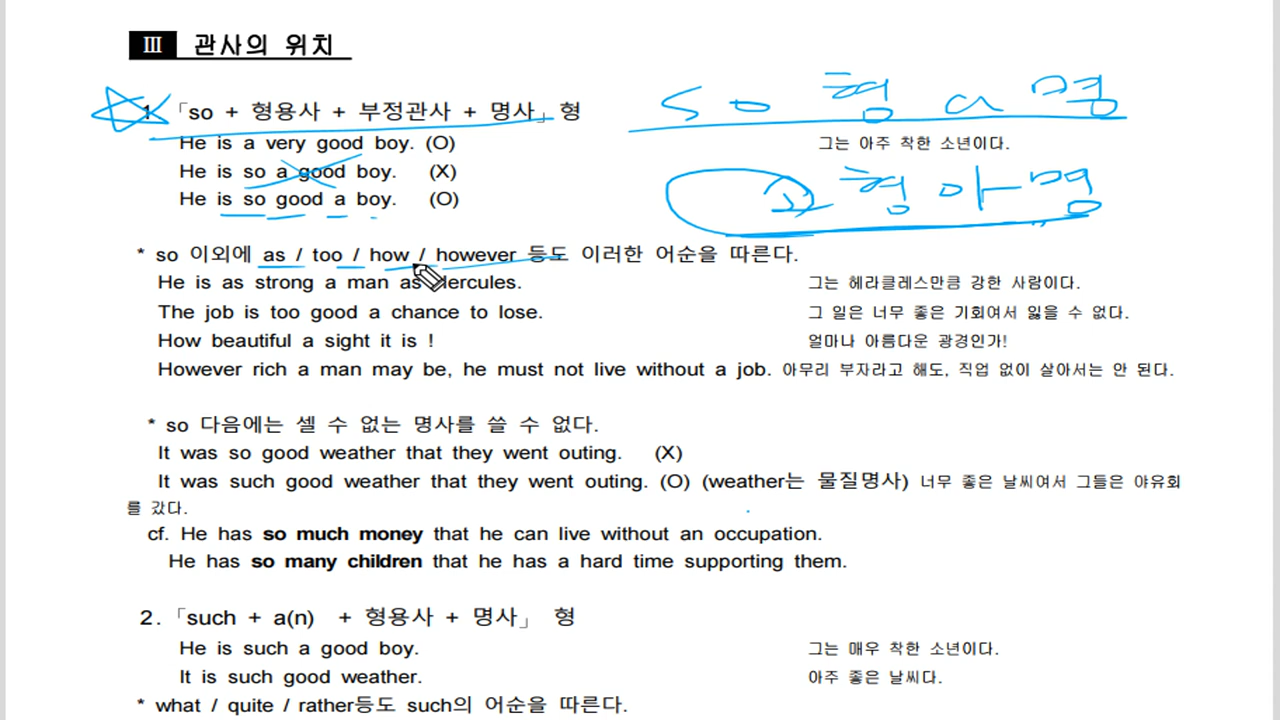 Ⅲ 관사의 위치
so 형 a 명
1. 「so + 형용사 + 부정관사 + 명사」 형
He is a very good boy. (O) 그는 아주 착한 소년이다.
He is so a good boy. (X)
형 아 명
He is so good a boy. (O)
* so 이외에 as / too / how / however 등도 이러한 어순을 따른다.
He is as strong a man as Hercules. 그는 헤라클레스만큼 강한 사람이다.
The job is too good a chance to lose. 그 일은 너무 좋은 기회여서 잃을 수 없다.
How beautiful a sight it is ! 얼마나 아름다운 광경인가!
However rich a man may be, he must not live without a job. 아무리 부자라고 해도, 직업 없이 살아서는 안 된다.
* so 다음에는 셀 수 없는 명사를 쓸 수 없다.
It was so good weather that they went outing. (X)
It was such good weather that they went outing. (O) (weather는 물질명사) 너무 좋은 날씨여서 그들은 야유회
를 갔다.
cf. He has so much money that he can live without an occupation.
He has so many children that he has a hard time supporting them.
2. 「such + a(n) + 형용사 + 명사」 형
He is such a good boy. 그는 매우 착한 소년이다.
It is such good weather. 아주 좋은 날씨다.
* what / quite / rather등도 such의 어순을 따른다.